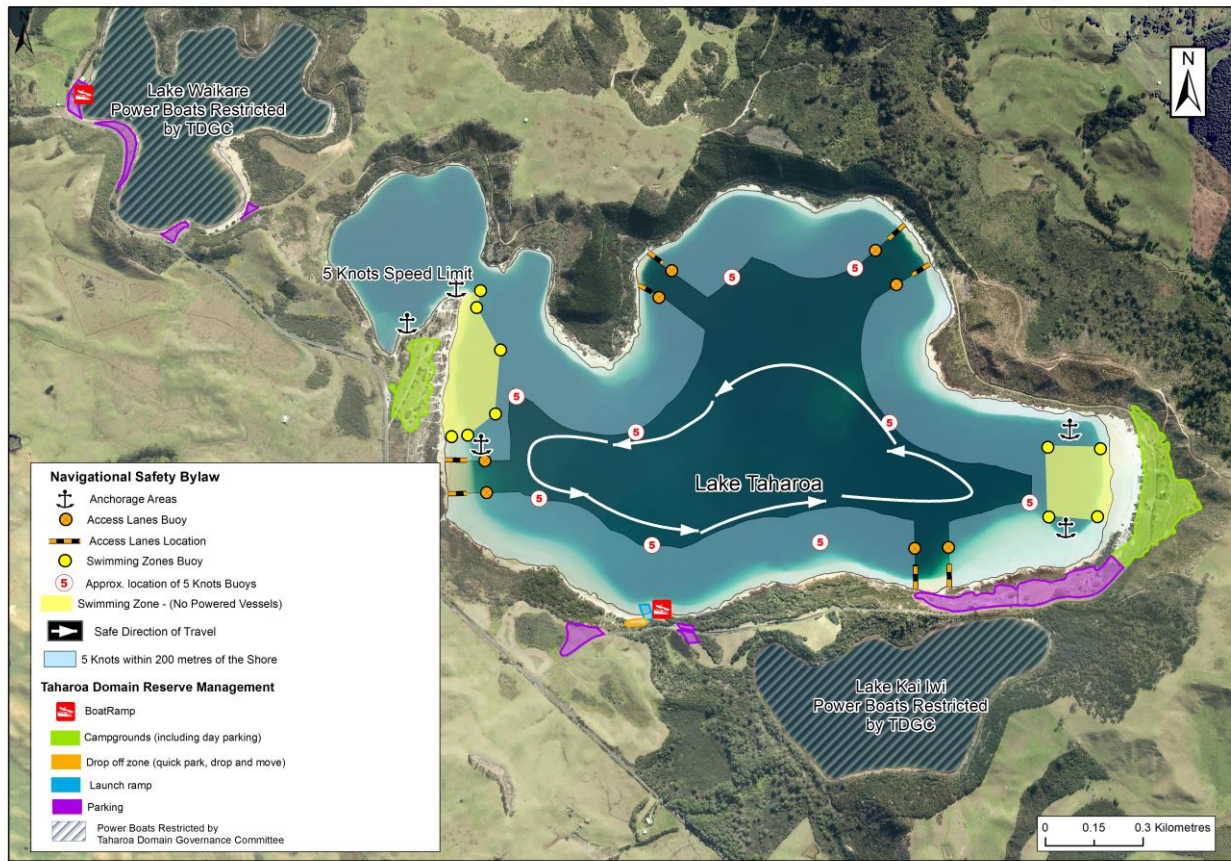 N
N
Lake Waikare
Power Boats Restricted
by TDGC
5 Knots Speed Limit
5
5
5
5
5
Lake Taharoa
5
5
5
5
Lake Kai Iwi
Power Boats Restricted
by TDGC
Navigational Safety Bylaw
Anchorage Areas
Access Lanes Buoy
Access Lanes Location
Swimming Zones Buoy
5 Approx. location of 5 Knots Buoys
Swimming Zone - (No Powered Vessels)
Safe Direction of Travel
5 Knots within 200 metres of the Shore
Taharoa Domain Reserve Management
BoatRamp
Campgrounds (including day parking)
Drop off zone (quick park, drop and move)
Launch ramp
Parking
Power Boats Restricted by
Taharoa Domain Governance Committee
0 0.15 0.3 Kilometres